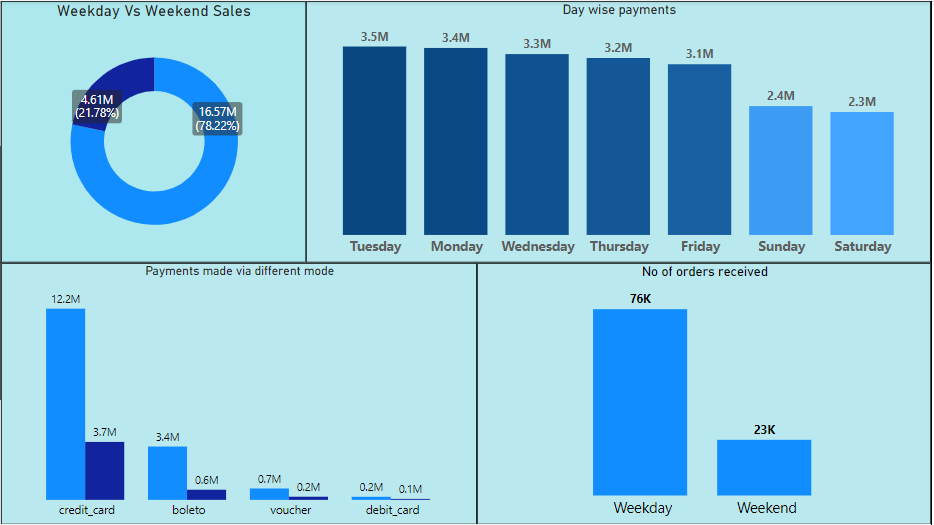 Weekday Vs Weekend Sales
4.61M
(21.78%)
16.57M
(78.22%)
Day wise payments
3.5M
3.4M
3.3M
3.2M
3.1M
2.4M
2.3M
Tuesday
Monday
Wednesday
Thursday
Friday
Sunday
Saturday
Payments made via different mode
12.2M
3.7M
3.4M
0.6M
0.7M
0.2M
0.2M
0.1M
credit_card
boleto
voucher
debit_card
No of orders received
76K
23K
Weekday
Weekend